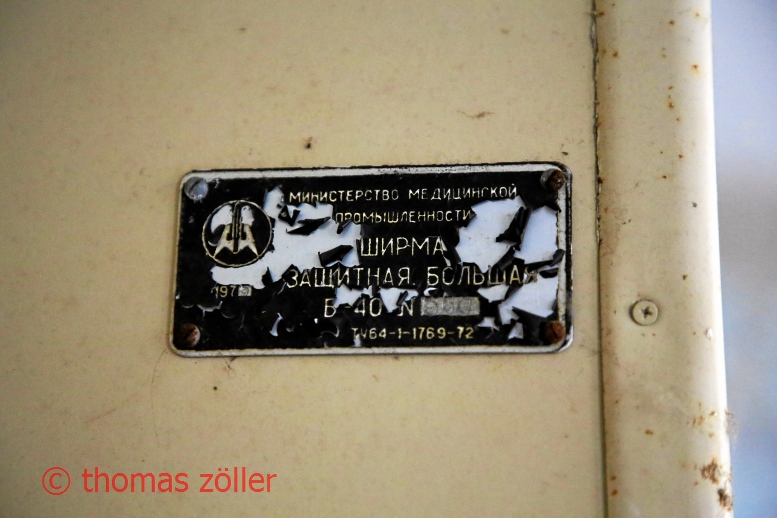 МИНИСТЕРСТВО МЕДИЦИНСКОЙ
ПРОМЫШЛЕННОСТИ
ШИРМА
ЗАЩИТНАЯ БОЛЬШАЯ
Б-40 N
ТУ64-1-1769-72
© thomas zöller